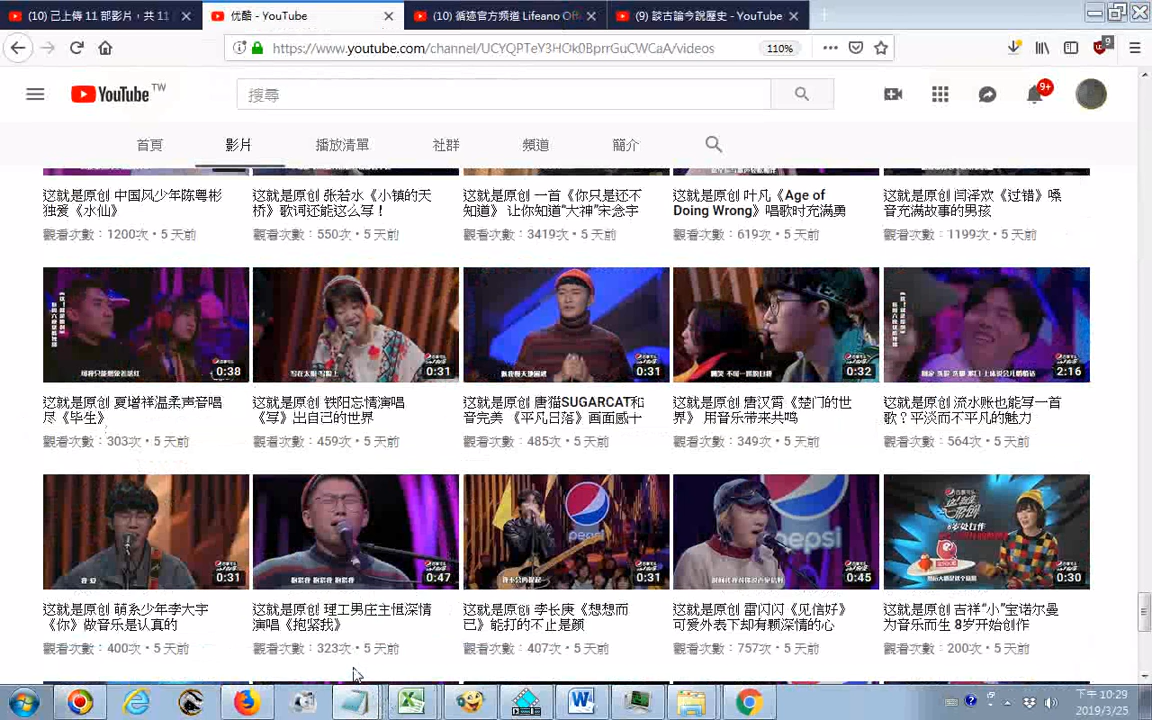 (10) 已上傳 11 部影片，共 11
优酷 - YouTube
(10) 循迹官方頻道 Lifeano Offi
(9) 談古論今說歷史 - YouTube
https://www.youtube.com/channel/UCYQPTeY3HOk0BprrGuCWCaA/videos
110%
9
YouTube TW
搜尋
9+
首頁
影片
播放清單
社群
頻道
簡介
这就是原创 中国风少年陈粤彬
独爱《水仙》
觀看次數：1200次・5 天前
这就是原创 张若水《小镇的天
桥》歌词还能这么写！
觀看次數：550次・5 天前
这就是原创 一首《你只是还不
知道》 让你知道“大神”宋念宇
觀看次數：3419次・5 天前
这就是原创 叶凡《Age of
Doing Wrong》唱歌时充满勇
觀看次數：619次・5 天前
这就是原创 闫泽欢《过错》嗓
音充满故事的男孩
觀看次數：1199次・5 天前
0:38
0:31
0:31
0:32
2:16
这就是原创 夏增祥温柔声音唱
尽《毕生》
觀看次數：303次・5 天前
这就是原创 铁阳忘情演唱
《写》出自己的世界
觀看次數：459次・5 天前
这就是原创 唐猫SUGARCAT和
音完美 《平凡日落》画面感十
觀看次數：485次・5 天前
这就是原创 唐汉霄《楚门的世
界》 用音乐带来共鸣
觀看次數：349次・5 天前
这就是原创 流水账也能写一首
歌？平淡而不平凡的魅力
觀看次數：564次・5 天前
抱紧我 抱紧我 抱紧我
pepsi
pepsi
0:31
0:47
0:31
0:45
0:30
这就是原创 萌系少年李大宇
《你》做音乐是认真的
觀看次數：400次・5 天前
这就是原创 理工男庄主恒深情
演唱《抱紧我》
觀看次數：323次・5 天前
这就是原创 李长庚《想想而
已》能打的不止是颜
觀看次數：407次・5 天前
这就是原创 雷闪闪《见信好》
可爱外表下却有颗深情的心
觀看次數：757次・5 天前
这就是原创 吉祥“小”宝诺尔曼
为音乐而生 8岁开始创作
觀看次數：200次・5 天前
下午 10:29
2019/3/25